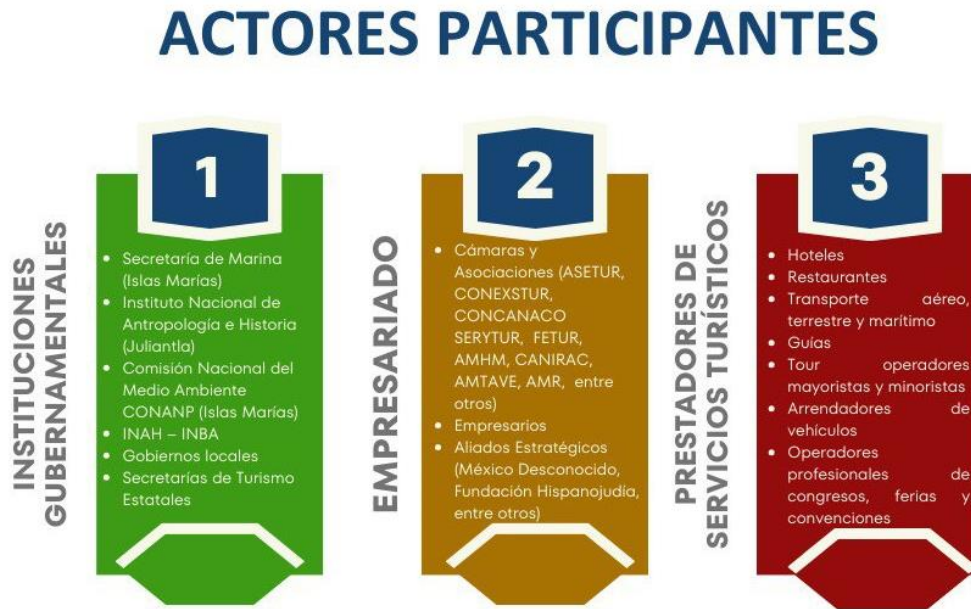 ACTORES PARTICIPANTES
INSTITUCIONES
GUBERNAMENTALES
1
• Secretaría de Marina
(Islas Marías)
• Instituto Nacional de
Antropología e Historia
(Juliantla)
• Comisión Nacional del
Medio Ambiente
CONANP (Islas Marías)
• INAH – INBA
• Gobiernos locales
• Secretarías de Turismo
Estatales
EMPRESARIADO
2
• Cámaras y
Asociaciones (ASETUR,
CONEXSTUR,
CONCANACO
SERYTUR, FETUR,
AMHM, CANIRAC,
AMTAVE, AMR, entre
otros)
• Empresarios
• Aliados Estratégicos
(México Desconocido,
Fundación Hispanojudía,
entre otros)
PRESTADORES DE
SERVICIOS TURÍSTICOS
3
• Hoteles
• Restaurantes
• Transporte aéreo,
terrestre y marítimo
• Guías
• Tour operadores
mayoristas y minoristas
• Arrendadores de
vehículos
• Operadores
profesionales de
congresos, ferias y
convenciones